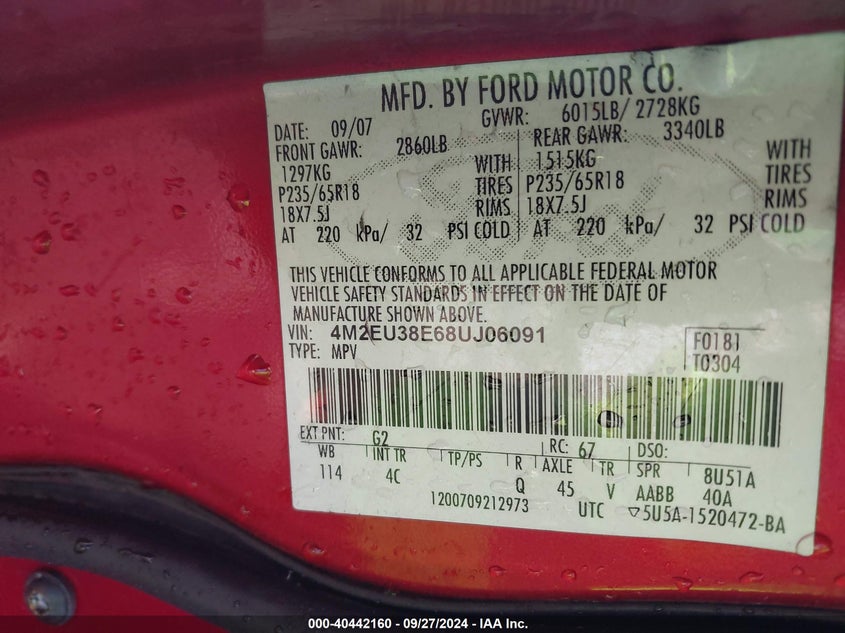 MFD. BY FORD MOTOR CO.
DATE: 09/07 GVWR: 6015LB/ 2728KG
FRONT GAWR: 2860LB REAR GAWR: 3340LB
1297KG WITH 1515KG WITH
P235/65R18 TIRES P235/65R18 TIRES
18X7.5J RIMS 18X7.5J RIMS
AT 220 kPa/ 32 PSI COLD AT 220 kPa/ 32 PSI COLD
THIS VEHICLE CONFORMS TO ALL APPLICABLE FEDERAL MOTOR
VEHICLE SAFETY STANDARDS IN EFFECT ON THE DATE OF
MANUFACTURE SHOWN ABOVE.
VIN: 4M2EU38E68UJ06091 F0181
TYPE: MPV T0304
EXT PNT: G2 RC: 67 DSO:
WB INT TR TP/PS R AXLE TR SPR 8U51A
114 4C Q 45 V AABB 40A
1200709212973 UTC ▽5U5A-1520472-BA
000-40442160 - 09/27/2024 - IAA Inc.